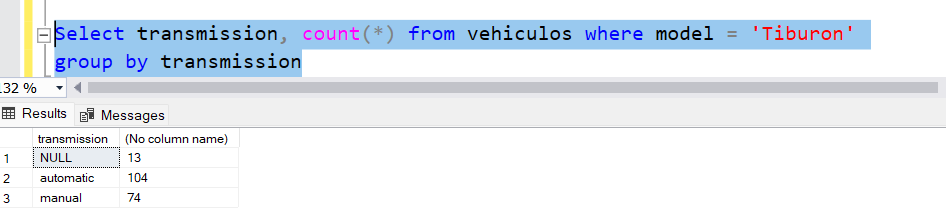 Select transmission, count(*) from vehiculos where model = 'Tiburon'
group by transmission
132 %
Results Messages
transmission (No column name)
1 NULL 13
2 automatic 104
3 manual 74